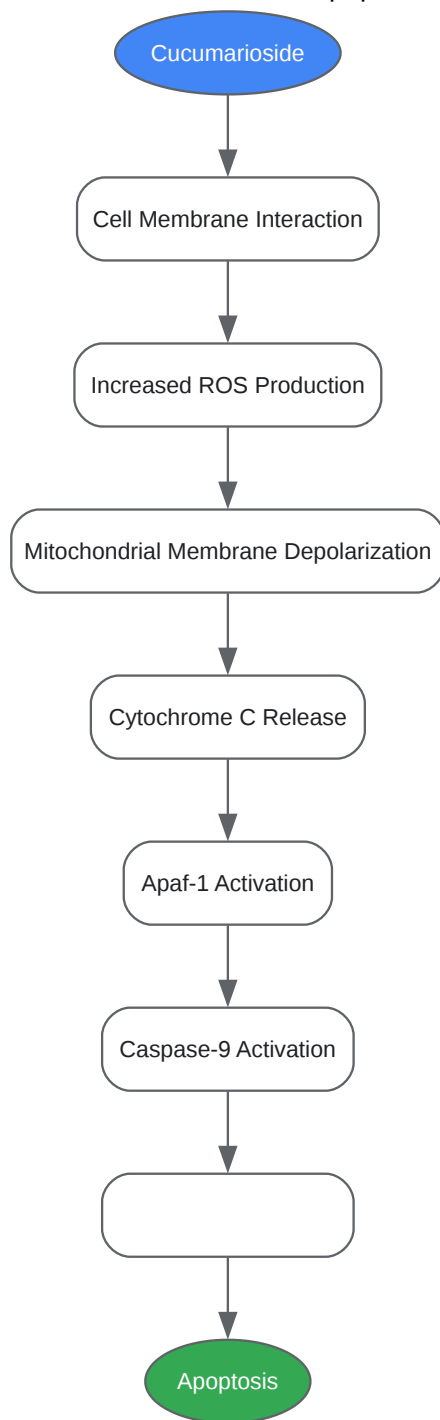 Cucumarioside
Cell Membrane Interaction
Increased ROS Production
Mitochondrial Membrane Depolarization
Cytochrome C Release
Apaf-1 Activation
Caspase-9 Activation
Apoptosis